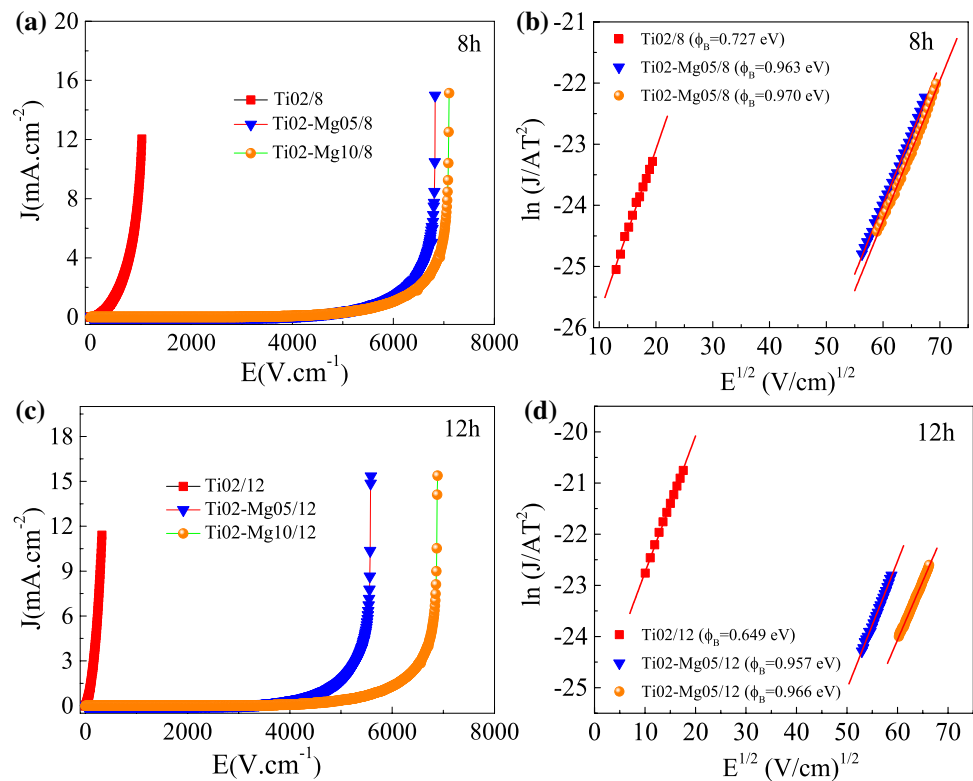 (a)
20
16
12
8
4
0
J(mA.cm-2)
8h
Ti02/8
Ti02-Mg05/8
Ti02-Mg10/8
0 2000 4000 6000 8000
E(V.cm-1)
(b)
-21
-22
-23
-24
-25
-26
ln (J/AT2)
Ti02/8 (ϕB=0.727 eV)
8h
Ti02-Mg05/8 (ϕB=0.963 eV)
Ti02-Mg05/8 (ϕB=0.970 eV)
10 20 30 40 50 60 70
E1/2 (V/cm)1/2
(c)
18
15
12
9
6
3
0
J(mA.cm-2)
12h
Ti02/12
Ti02-Mg05/12
Ti02-Mg10/12
0 2000 4000 6000 8000
E(V.cm-1)
(d)
-20
-21
-22
-23
-24
-25
ln (J/AT2)
12h
Ti02/12 (ϕB=0.649 eV)
Ti02-Mg05/12 (ϕB=0.957 eV)
Ti02-Mg05/12 (ϕB=0.966 eV)
0 10 20 30 40 50 60 70
E1/2 (V/cm)1/2